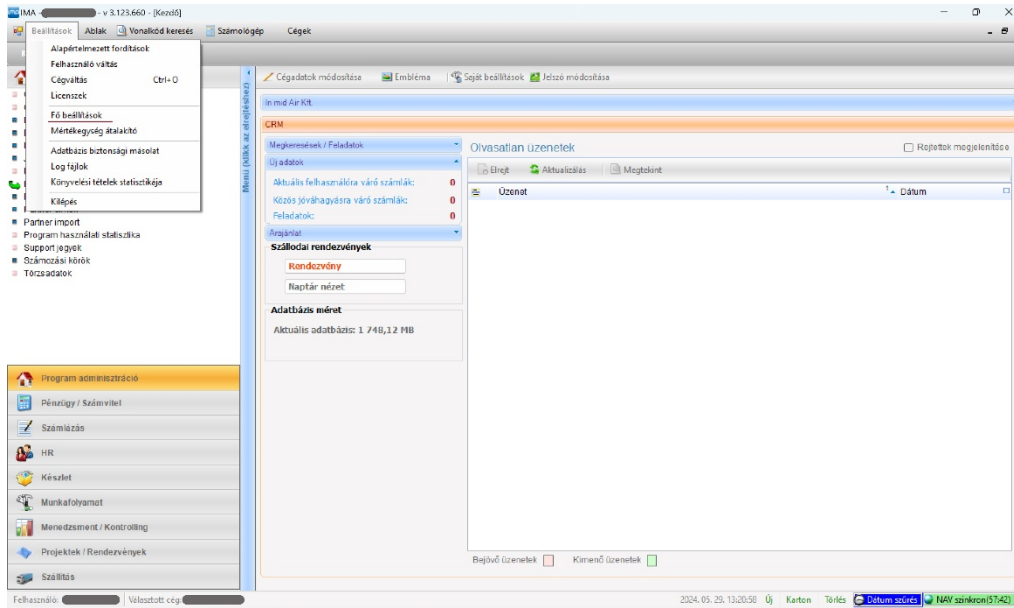 IMA - - v 3.123.660 - [Kezdő]
Beállítások Ablak Vonalkód keresés Számológép Cégek
Alapértelmezett fordítások
Felhasználó váltás
Cégváltás Ctrl+O
Licenszek
Fő beállítások
Mértékegység átalakító
Adatbázis biztonsági másolat
Log fájlok
Könyvelési tételek statisztikája
Kilépés
Partner import
Program használati statisztika
Support jegyek
Számozási körök
Törzsadatok
Program adminisztráció
Pénzügy / Számvitel
Számlázás
HR
Készlet
Munkafolyamat
Menedzsment / Kontrolling
Projektek / Rendezvények
Szállítás
Menü (klikk az elrejtéshez)
Cégadatok módosítása Embléma Saját beállítások Jelszó módosítása
In mid Air Kft.
CRM
Megkeresések / Feladatok
Új adatok
Aktuális felhasználóra váró számlák: 0
Közös jóváhagyásra váró számlák: 0
Feladatok: 0
Árajánlat
Szállodai rendezvények
Rendezvény
Naptár nézet
Adatbázis méret
Aktuális adatbázis: 1 748,12 MB
Olvasatlan üzenetek Rejtettek megjelenítése
Elrejt Aktualizálás Megtekint
Üzenet 1 Dátum
Bejövő üzenetek Kimenő üzenetek
Felhasználó: Választott cég: 2024. 05. 29. 13:20:58 Új Karton Törlés Dátum szűrés NAV szinkron(57:42)